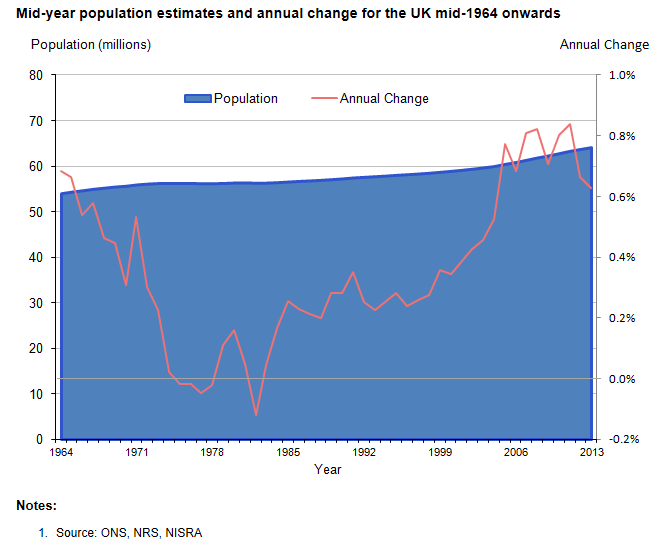 Mid-year population estimates and annual change for the UK mid-1964 onwards
Population (millions) Annual Change
Population Annual Change
80 1.0%
70
0.8%
60
0.6%
50
40 0.4%
30
0.2%
20
10 0.0%
0 -0.2%
1964 1971 1978 1985 1992 1999 2006 2013
Year
Notes:
1. Source: ONS, NRS, NISRA